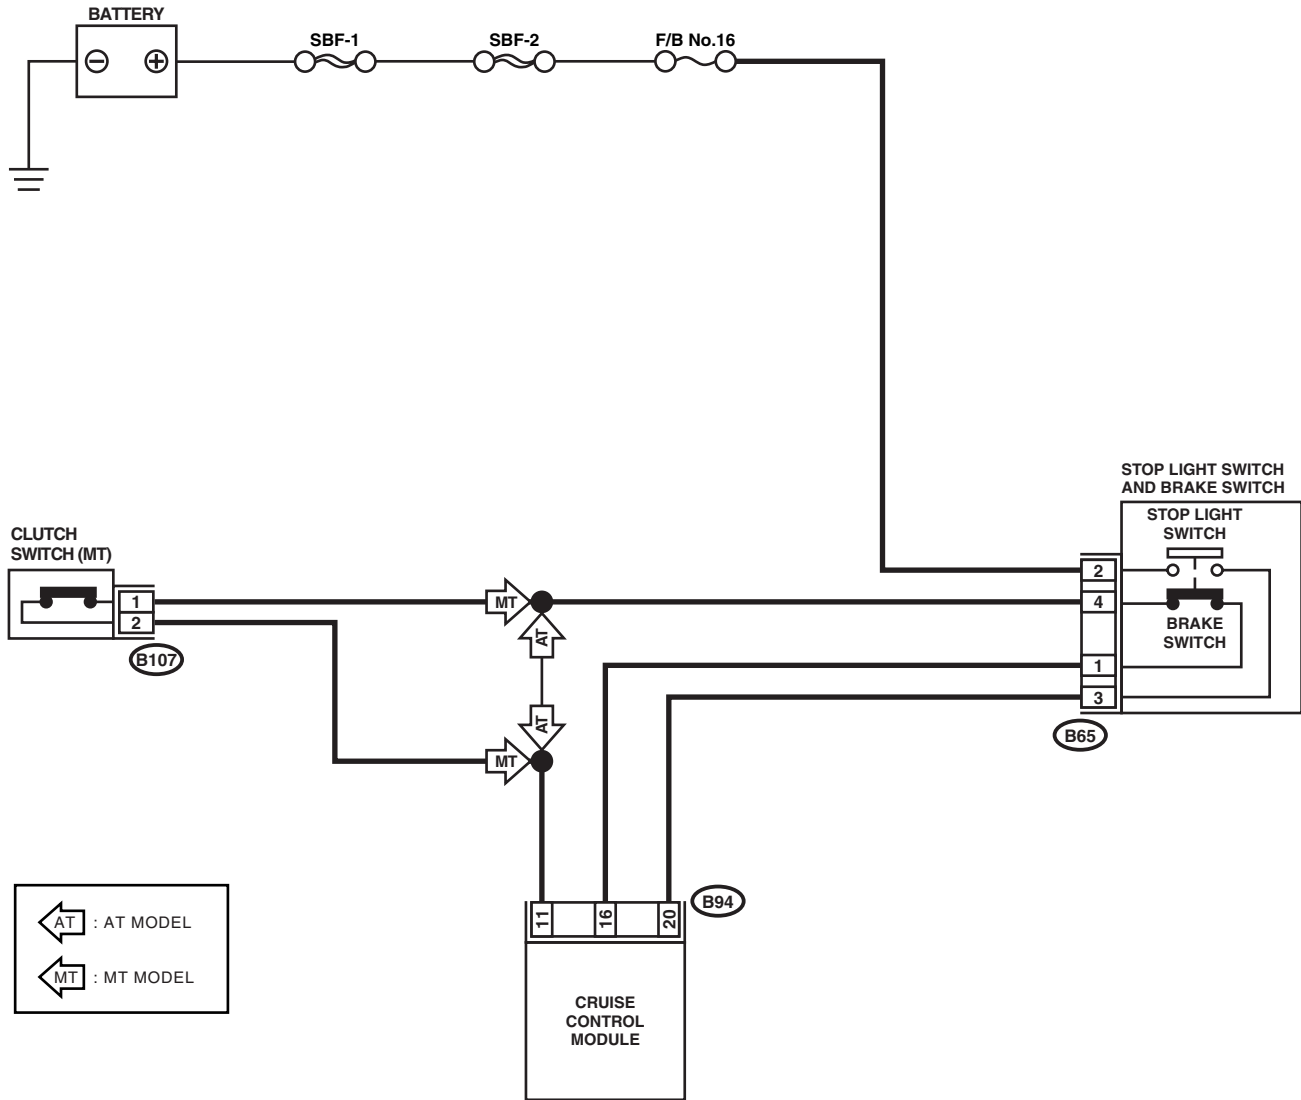 BATTERY
SBF-1
SBF-2
F/B No.16
STOP LIGHT SWITCH
AND BRAKE SWITCH
STOP LIGHT
SWITCH
BRAKE
SWITCH
2
4
1
3
B65
CLUTCH
SWITCH (MT)
1
2
B107
MT
AT
AT
MT
B94
11
16
20
CRUISE
CONTROL
MODULE
AT : AT MODEL
MT : MT MODEL